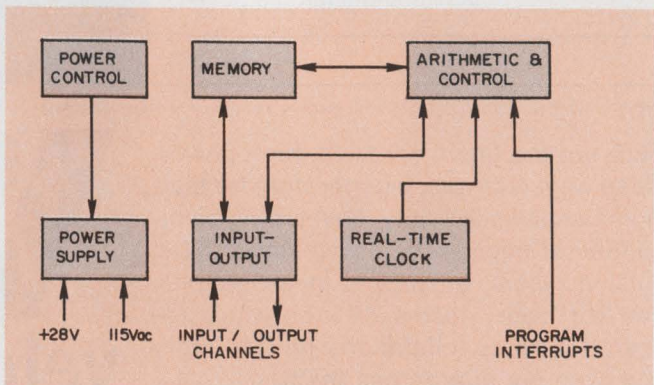 POWER
CONTROL
MEMORY
ARITHMETIC &
CONTROL
POWER
SUPPLY
INPUT-
OUTPUT
REAL-TIME
CLOCK
+28V
115Vac
INPUT / OUTPUT
CHANNELS
PROGRAM
INTERRUPTS